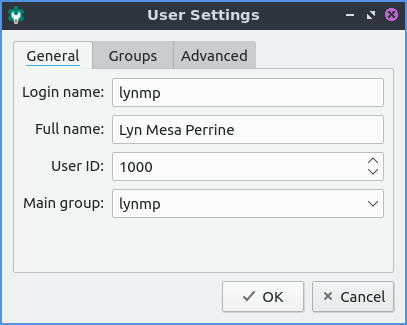 User Settings
General Groups Advanced
Login name: lynmp
Full name: Lyn Mesa Perrine
User ID: 1000
Main group: lynmp
OK Cancel